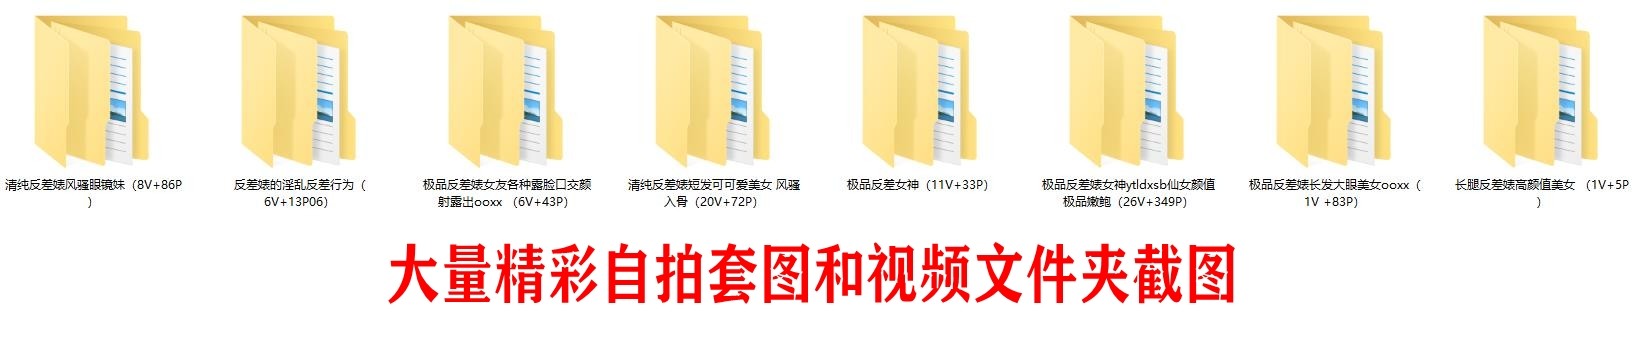 清纯反差婊风骚眼镜妹（8V+86P
）
反差婊的淫乱反差行为（
6V+13P06）
极品反差婊女友各种露脸口交颜
射露出ooxx （6V+43P）
清纯反差婊短发可可爱美女 风骚
入骨（20V+72P）
极品反差女神（11V+33P）
极品反差婊女神ytldxsb仙女颜值
极品嫩鲍（26V+349P）
极品反差婊长发大眼美女ooxx（
1V +83P）
长腿反差婊高颜值美女 （1V+5P
）
大量精彩自拍套图和视频文件夹截图